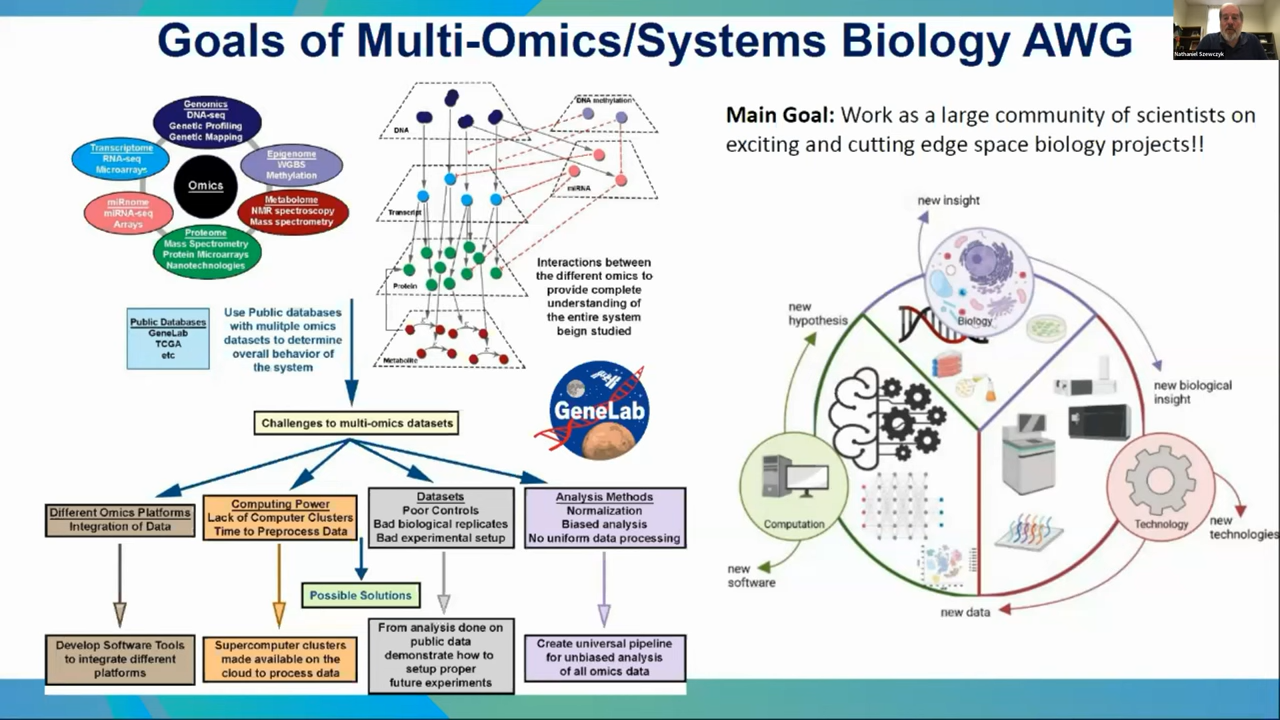 Goals of Multi-Omics/Systems Biology AWG
Nathaniel Szewczyk
Genomics
DNA-seq
Genetic Profiling
Genetic Mapping
Transcriptome
RNA-seq
Microarrays
Epigenome
WGBS
Methylation
Omics
miRnome
miRNA-seq
Arrays
Metabolome
NMR spectroscopy
Mass spectrometry
Proteome
Mass Spectrometry
Protein Microarrays
Nanotechnologies
DNA
DNA methylation
miRNA
Transcript
Protein
Metabolite
Interactions between
the different omics to
provide complete
understanding of
the entire system
beign studied
Public Databases
GeneLab
TCGA
etc
Use Public databases
with mulitple omics
datasets to determine
overall behavior of
the system
GeneLab
Challenges to multi-omics datasets
Different Omics Platforms
Integration of Data
Computing Power
Lack of Computer Clusters
Time to Preprocess Data
Datasets
Poor Controls
Bad biological replicates
Bad experimental setup
Analysis Methods
Normalization
Biased analysis
No uniform data processing
Possible Solutions
Develop Software Tools
to integrate different
platforms
Supercomputer clusters
made available on the
cloud to process data
From analysis done on
public data
demonstrate how to
setup proper
future experiments
Create universal pipeline
for unbiased analysis
of all omics data
Main Goal: Work as a large community of scientists on
exciting and cutting edge space biology projects!!
new insight
Biology
new
hypothesis
new biological
insight
Computation
Technology
new
technologies
new
software
new data